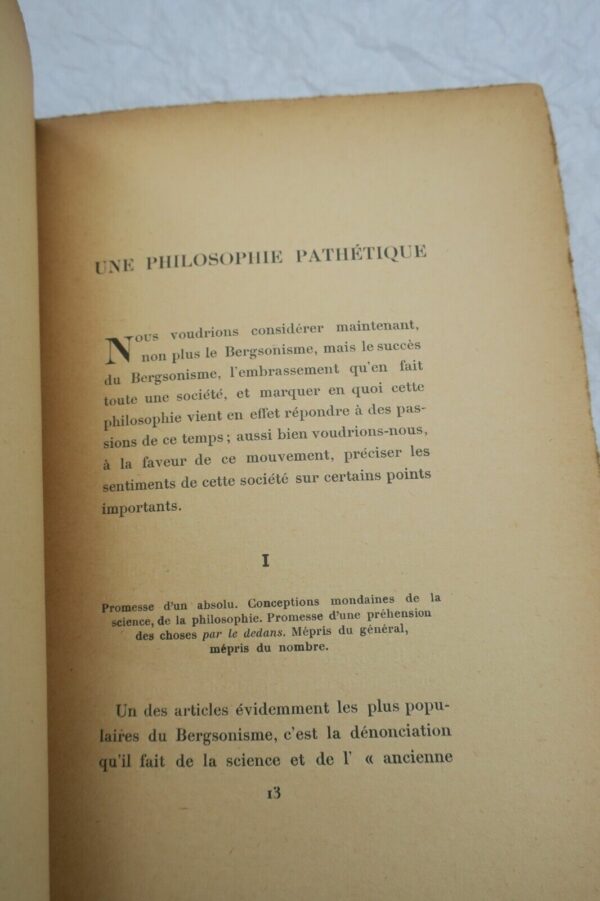 UNE PHILOSOPHIE PATHÉTIQUE
Nous voudrions considérer maintenant,
non plus le Bergsonisme, mais le succès
du Bergsonisme, l'embrassement qu'en fait
toute une société, et marquer en quoi cette
philosophie vient en effet répondre à des pas-
sions de ce temps ; aussi bien voudrions-nous,
à la faveur de ce mouvement, préciser les
sentiments de cette société sur certains points
importants.
I
Promesse d'un absolu. Conceptions mondaines de la
science, de la philosophie. Promesse d'une préhension
des choses par le dedans. Mépris du général,
mépris du nombre.
Un des articles évidemment les plus popu-
laires du Bergsonisme, c'est la dénonciation
qu'il fait de la science et de l' « ancienne
13